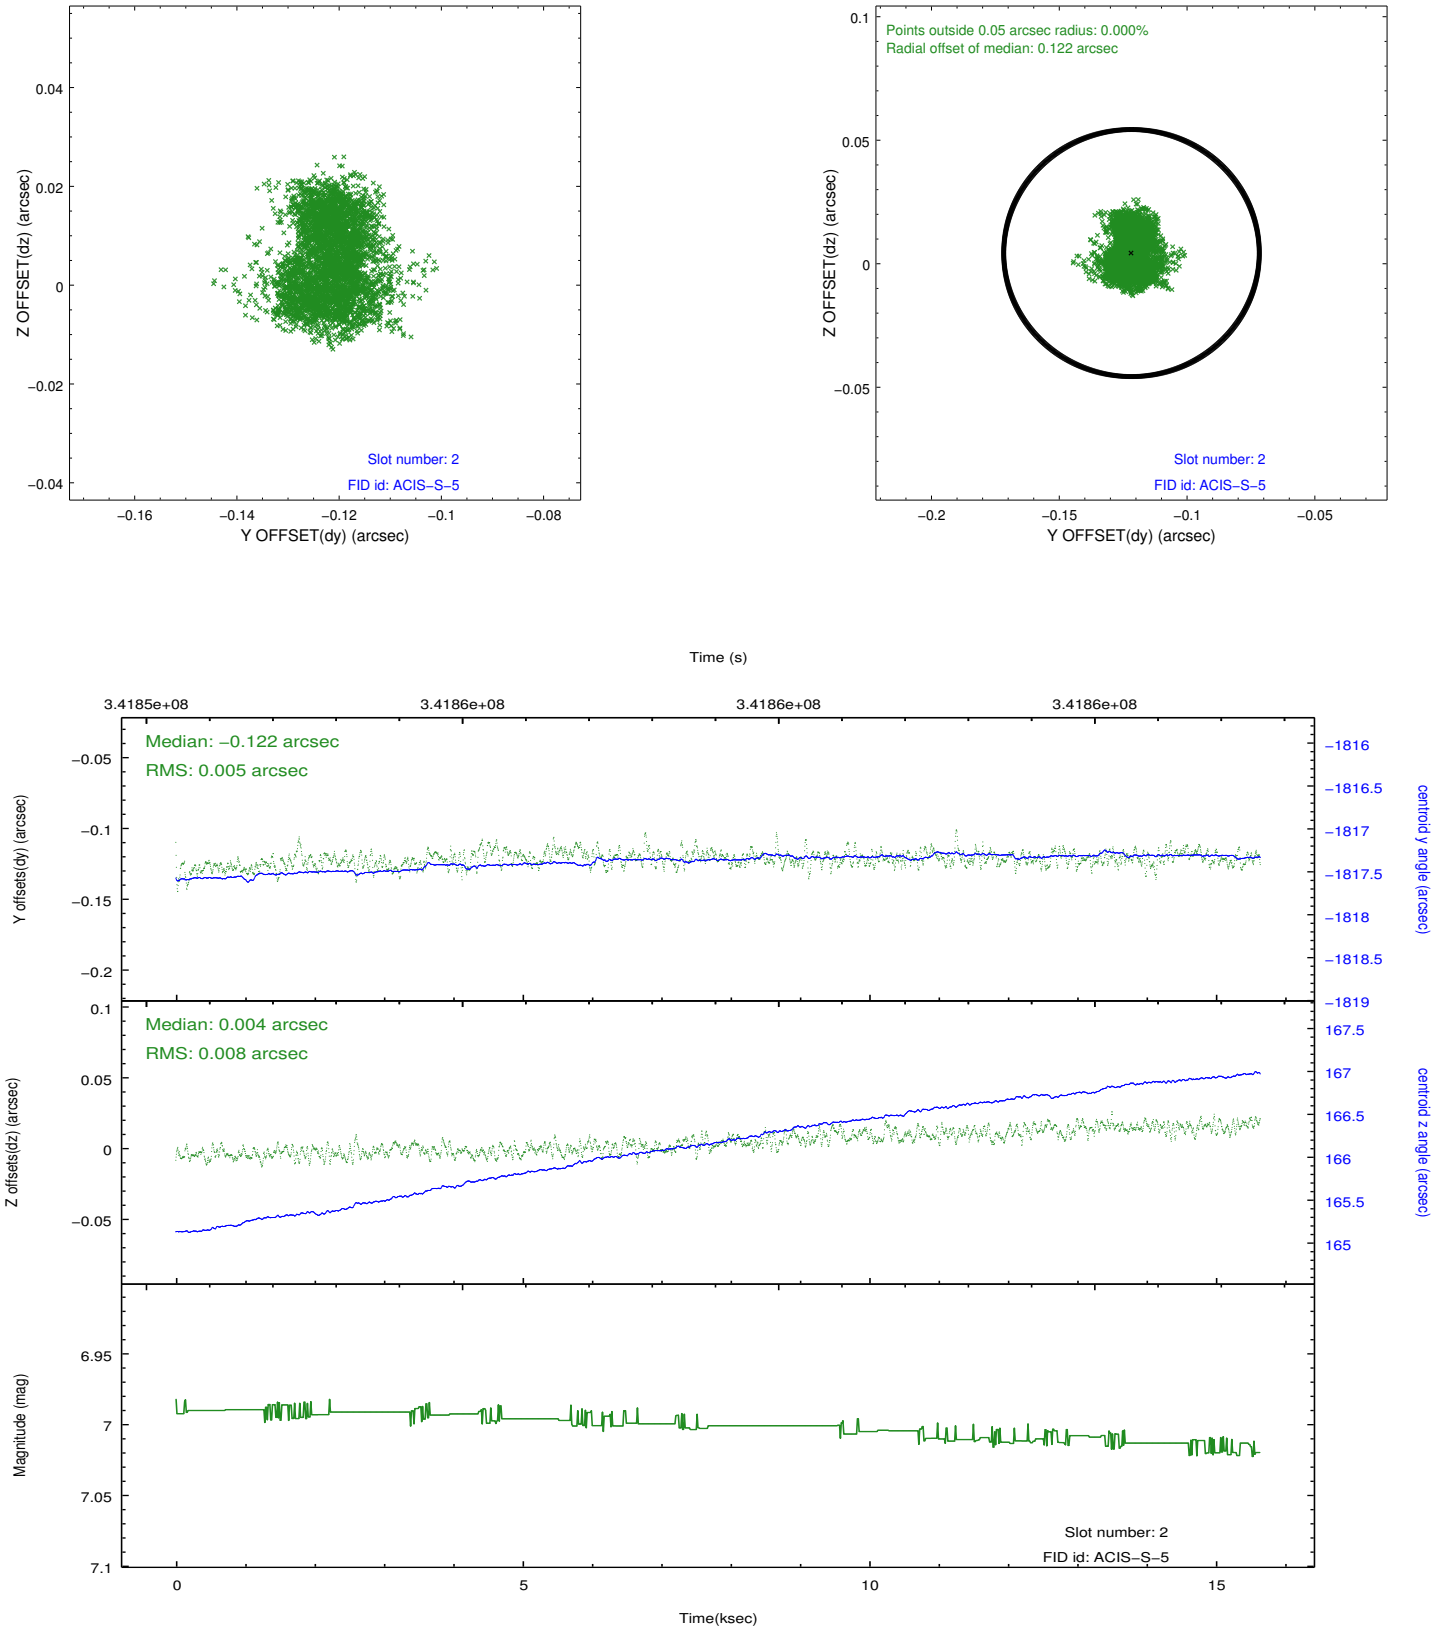 0.04
0.02
0
−0.02
−0.04
Z OFFSET(dz) (arcsec)
Slot number: 2
FID id: ACIS−S−5
−0.16
−0.14
−0.12
−0.1
−0.08
Y OFFSET(dy) (arcsec)
Points outside 0.05 arcsec radius: 0.000%
Radial offset of median: 0.122 arcsec
0.1
0.05
0
−0.05
Z OFFSET(dz) (arcsec)
Slot number: 2
FID id: ACIS−S−5
−0.2
−0.15
−0.1
−0.05
Y OFFSET(dy) (arcsec)
Time (s)
3.4185e+08
3.4186e+08
3.4186e+08
3.4186e+08
Median: −0.122 arcsec
RMS: 0.005 arcsec
−0.05
−0.1
−0.15
−0.2
Y offsets(dy) (arcsec)
−1816
−1816.5
−1817
−1817.5
−1818
−1818.5
−1819
centroid y angle (arcsec)
Median: 0.004 arcsec
RMS: 0.008 arcsec
0.1
0.05
0
−0.05
Z offsets(dz) (arcsec)
167.5
167
166.5
166
165.5
165
centroid z angle (arcsec)
6.95
7
7.05
7.1
Magnitude (mag)
Slot number: 2
FID id: ACIS−S−5
0
5
10
15
Time(ksec)